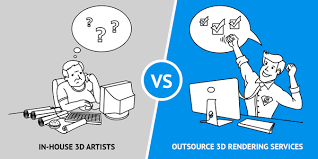 ? ? ?
VS
IN-HOUSE 3D ARTISTS
OUTSOURCE 3D RENDERING SERVICES